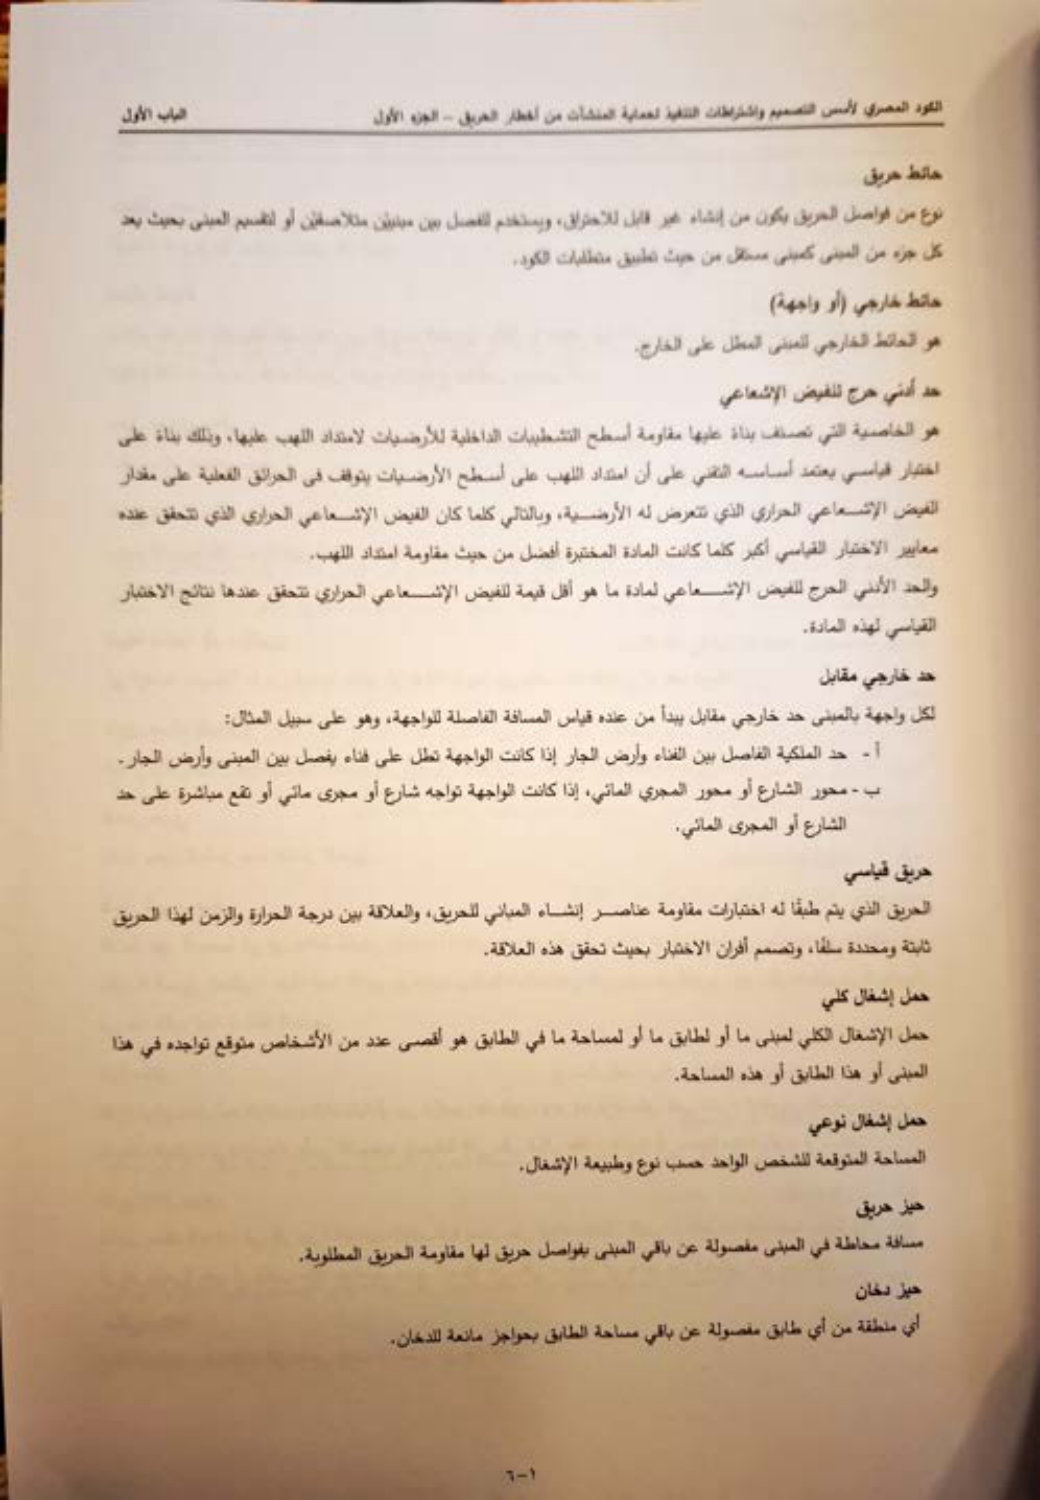 الكود المصري لأسس التصميم واشتراطات التنفيذ لحماية المنشآت من أخطار الحريق – الجزء الأول الباب الأول
حائط حريق
نوع من فواصل الحريق يكون من إنشاء غير قابل للاحتراق، ويستخدم للفصل بين مبنيين متلاصقين أو لتقسيم المبنى بحيث يعد
كل جزء من المبنى كمبنى مستقل من حيث تطبيق متطلبات الكود.
حائط خارجي (أو واجهة)
هو الحائط الخارجي للمبنى المطل على الخارج.
حد أدني حرج للفيض الإشعاعي
هو الخاصية التي تصنف بناءً عليها مقاومة أسطح التشطيبات الداخلية للأرضيات لامتداد اللهب عليها، وذلك بناءً على
اختبار قياسي يعتمد أساسه التقني على أن امتداد اللهب على أسطح الأرضيات يتوقف في الحرائق الفعلية على مقدار
الفيض الإشعاعي الحراري الذي تتعرض له الأرضية، وبالتالي كلما كان الفيض الإشعاعي الحراري الذي تتحقق عنده
معايير الاختبار القياسي أكبر كلما كانت المادة المختبرة أفضل من حيث مقاومة امتداد اللهب.
والحد الأدنى الحرج للفيض الإشعاعي لمادة ما هو أقل قيمة للفيض الإشعاعي الحراري تتحقق عندها نتائج الاختبار
القياسي لهذه المادة.
حد خارجي مقابل
لكل واجهة بالمبنى حد خارجي مقابل يبدأ من عنده قياس المسافة الفاصلة للواجهة، وهو على سبيل المثال:
أ - حد الملكية الفاصل بين الفناء وأرض الجار إذا كانت الواجهة تطل على فناء يفصل بين المبنى وأرض الجار.
ب - محور الشارع أو محور المجري المائي، إذا كانت الواجهة تواجه شارع أو مجرى مائي أو تقع مباشرة على حد
الشارع أو المجرى المائي.
حريق قياسي
الحريق الذي يتم طبقًا له اختبارات مقاومة عناصر إنشاء المباني للحريق، والعلاقة بين درجة الحرارة والزمن لهذا الحريق
ثابتة ومحددة سلفًا، وتصمم أفران الاختبار بحيث تحقق هذه العلاقة.
حمل إشغال كلي
حمل الإشغال الكلي لمبنى ما أو لطابق ما أو لمساحة ما في الطابق هو أقصى عدد من الأشخاص متوقع تواجده في هذا
المبنى أو هذا الطابق أو هذه المساحة.
حمل إشغال نوعي
المساحة المتوقعة للشخص الواحد حسب نوع وطبيعة الإشغال.
حيز حريق
مسافة محاطة في المبنى مفصولة عن باقي المبنى بفواصل حريق لها مقاومة الحريق المطلوبة.
حيز دخان
أي منطقة من أي طابق مفصولة عن باقي مساحة الطابق بحواجز مانعة للدخان.
٦-١